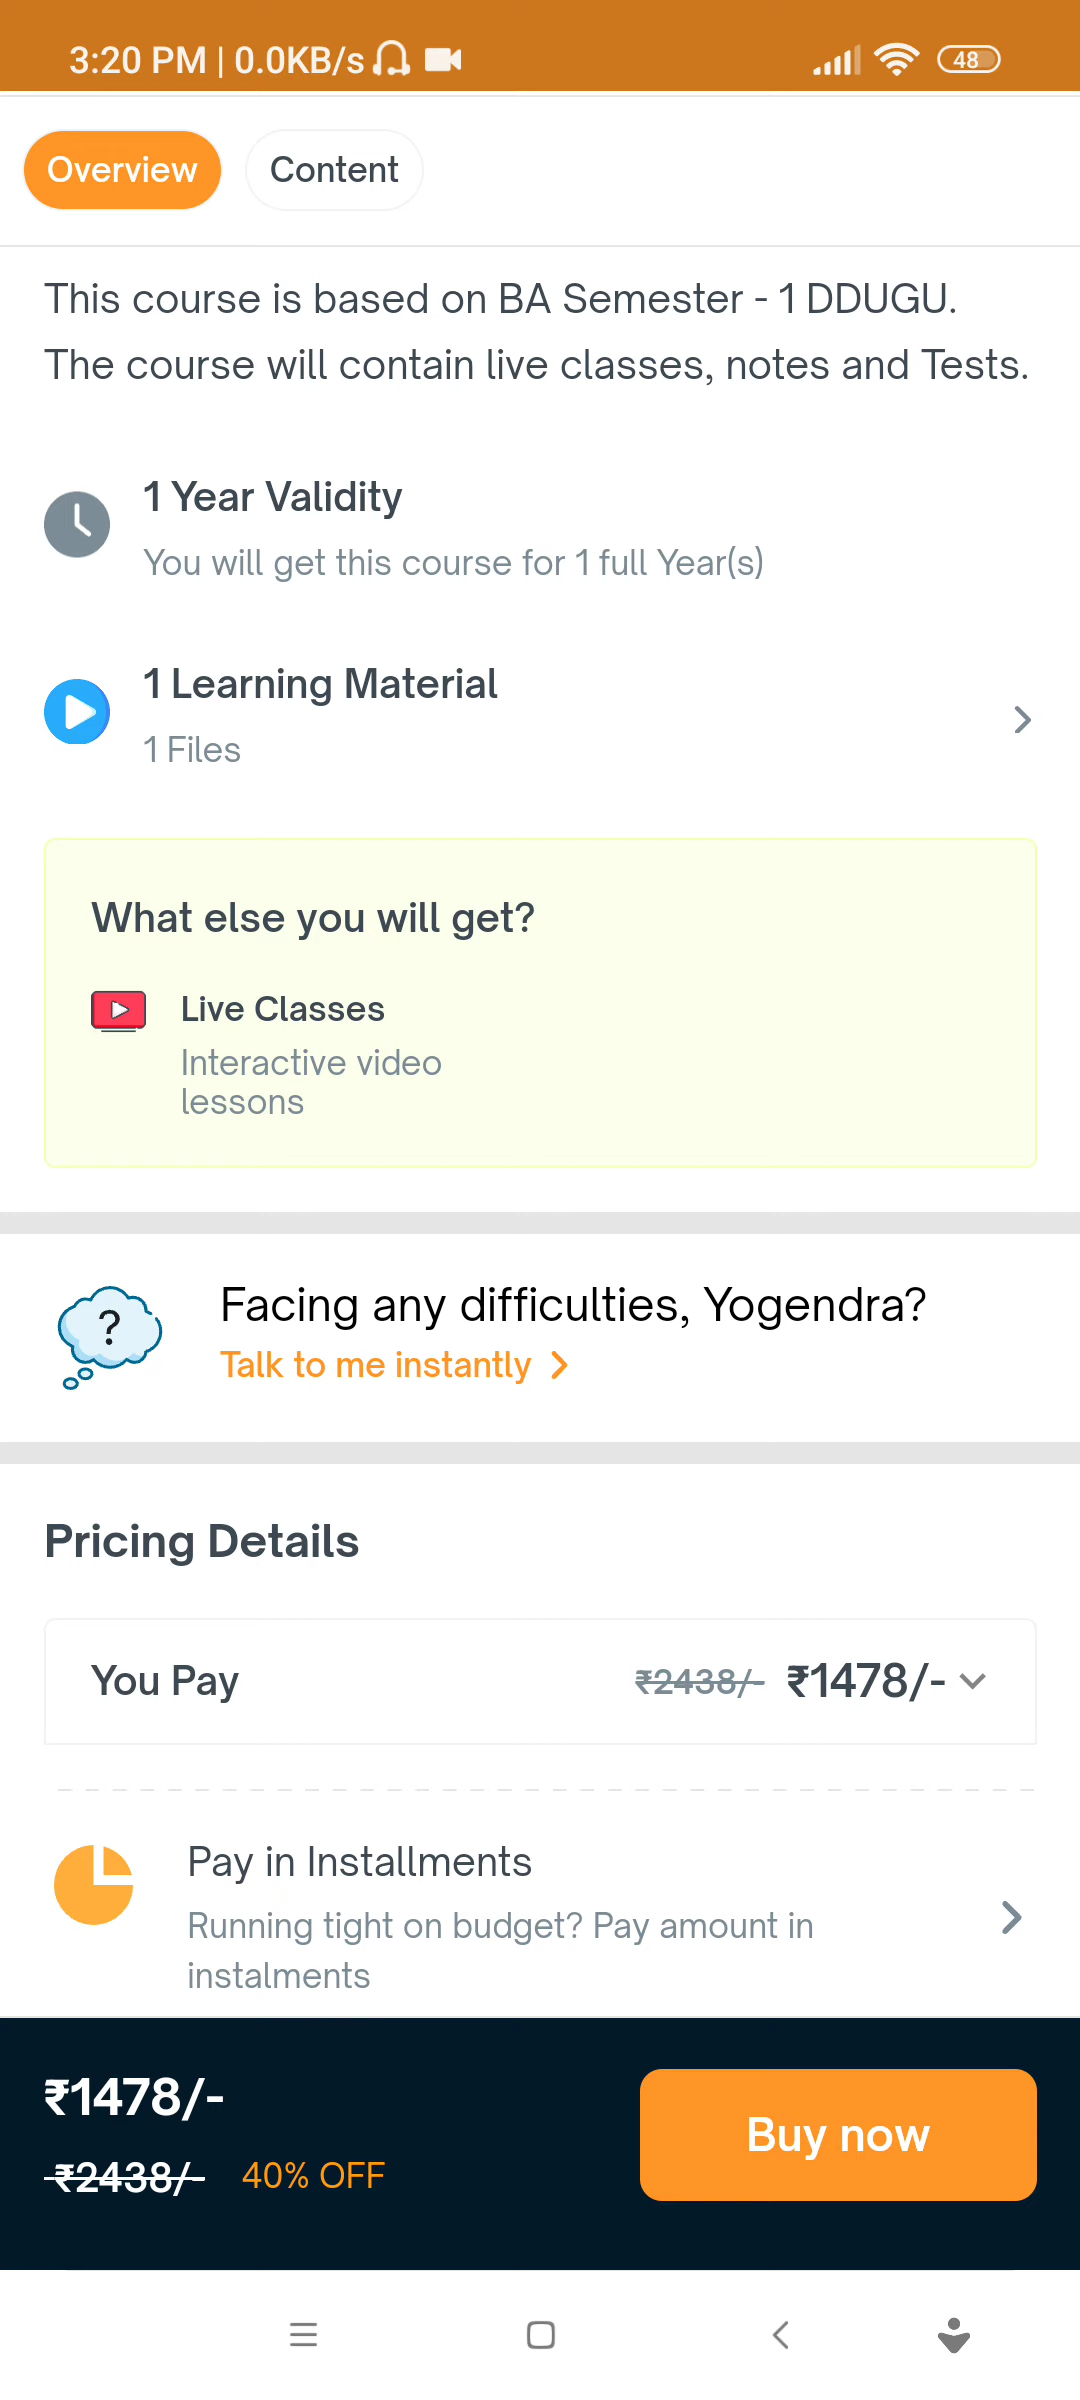 3:20 PM | 0.0KB/s
48
Overview
Content
This course is based on BA Semester - 1 DDUGU.
The course will contain live classes, notes and Tests.
1 Year Validity
You will get this course for 1 full Year(s)
1 Learning Material
1 Files
What else you will get?
Live Classes
Interactive video
lessons
?
Facing any difficulties, Yogendra?
Talk to me instantly
Pricing Details
You Pay ₹2438/- ₹1478/-
Pay in Installments
Running tight on budget? Pay amount in
instalments
₹1478/-
₹2438/- 40% OFF
Buy now